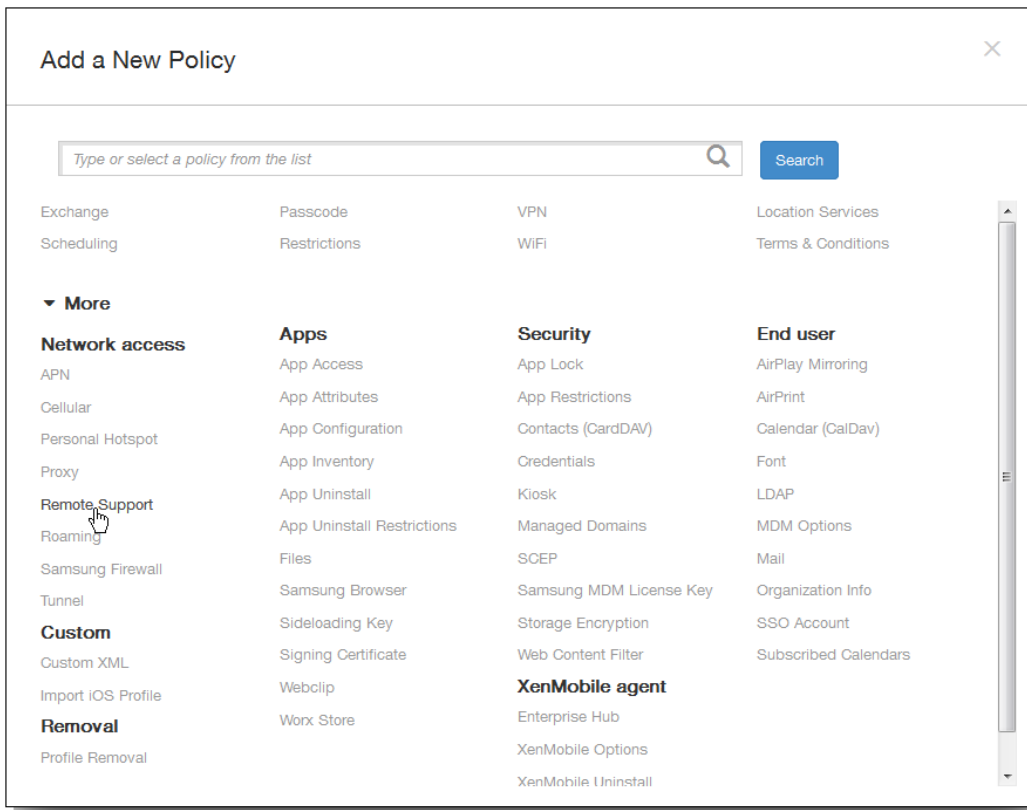 Add a New Policy
Type or select a policy from the list
Search
Exchange
Passcode
VPN
Location Services
Scheduling
Restrictions
WiFi
Terms & Conditions
More
Network access
APN
Cellular
Personal Hotspot
Proxy
Remote Support
Roaming
Samsung Firewall
Tunnel
Custom
Custom XML
Import iOS Profile
Removal
Profile Removal
Apps
App Access
App Attributes
App Configuration
App Inventory
App Uninstall
App Uninstall Restrictions
Files
Samsung Browser
Sideloading Key
Signing Certificate
Webclip
Worx Store
Security
App Lock
App Restrictions
Contacts (CardDAV)
Credentials
Kiosk
Managed Domains
SCEP
Samsung MDM License Key
Storage Encryption
Web Content Filter
XenMobile agent
Enterprise Hub
XenMobile Options
XenMobile Uninstall
End user
AirPlay Mirroring
AirPrint
Calendar (CalDav)
Font
LDAP
MDM Options
Mail
Organization Info
SSO Account
Subscribed Calendars